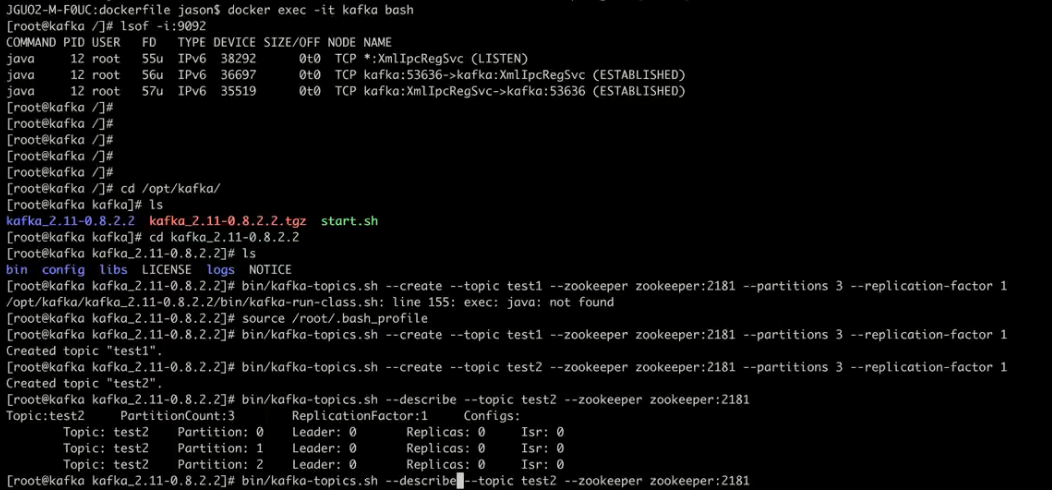 JGUO2-M-F0UC:dockerfile jason$ docker exec -it kafka bash
[root@kafka /]# lsof -i:9092
COMMAND PID USER   FD   TYPE DEVICE SIZE/OFF NODE NAME
java     12 root   55u  IPv6  38292      0t0  TCP *:XmlIpcRegSvc (LISTEN)
java     12 root   56u  IPv6  36697      0t0  TCP kafka:53636->kafka:XmlIpcRegSvc (ESTABLISHED)
java     12 root   57u  IPv6  35519      0t0  TCP kafka:XmlIpcRegSvc->kafka:53636 (ESTABLISHED)
[root@kafka /]#
[root@kafka /]#
[root@kafka /]#
[root@kafka /]#
[root@kafka /]#
[root@kafka /]# cd /opt/kafka/
[root@kafka kafka]# ls
kafka_2.11-0.8.2.2  kafka_2.11-0.8.2.2.tgz  start.sh
[root@kafka kafka]# cd kafka_2.11-0.8.2.2
[root@kafka kafka_2.11-0.8.2.2]# ls
bin  config  libs  LICENSE  logs  NOTICE
[root@kafka kafka_2.11-0.8.2.2]# bin/kafka-topics.sh --create --topic test1 --zookeeper zookeeper:2181 --partitions 3 --replication-factor 1
/opt/kafka/kafka_2.11-0.8.2.2/bin/kafka-run-class.sh: line 155: exec: java: not found
[root@kafka kafka_2.11-0.8.2.2]# source /root/.bash_profile
[root@kafka kafka_2.11-0.8.2.2]# bin/kafka-topics.sh --create --topic test1 --zookeeper zookeeper:2181 --partitions 3 --replication-factor 1
Created topic "test1".
[root@kafka kafka_2.11-0.8.2.2]# bin/kafka-topics.sh --create --topic test2 --zookeeper zookeeper:2181 --partitions 3 --replication-factor 1
Created topic "test2".
[root@kafka kafka_2.11-0.8.2.2]# bin/kafka-topics.sh --describe --topic test2 --zookeeper zookeeper:2181
Topic:test2     PartitionCount:3        ReplicationFactor:1     Configs:
        Topic: test2    Partition: 0    Leader: 0       Replicas: 0     Isr: 0
        Topic: test2    Partition: 1    Leader: 0       Replicas: 0     Isr: 0
        Topic: test2    Partition: 2    Leader: 0       Replicas: 0     Isr: 0
[root@kafka kafka_2.11-0.8.2.2]# bin/kafka-topics.sh --describe --topic test2 --zookeeper zookeeper:2181